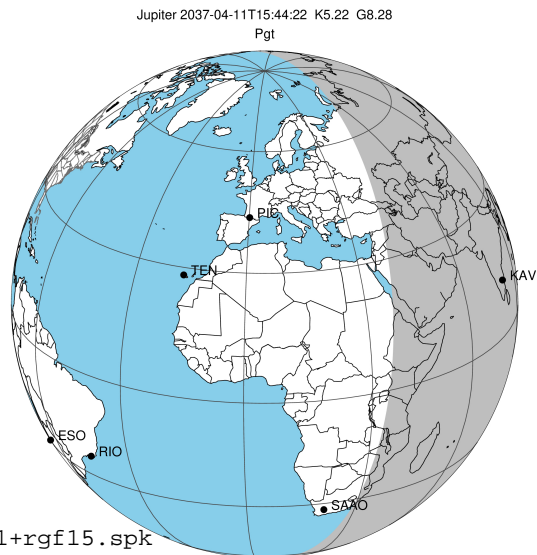 Jupiter 2037-04-11T15:44:22 K5.22 G8.28
Pgt
PIC
TEN
KAV
ESO
RIO
SAAO
l+rgf15.spk